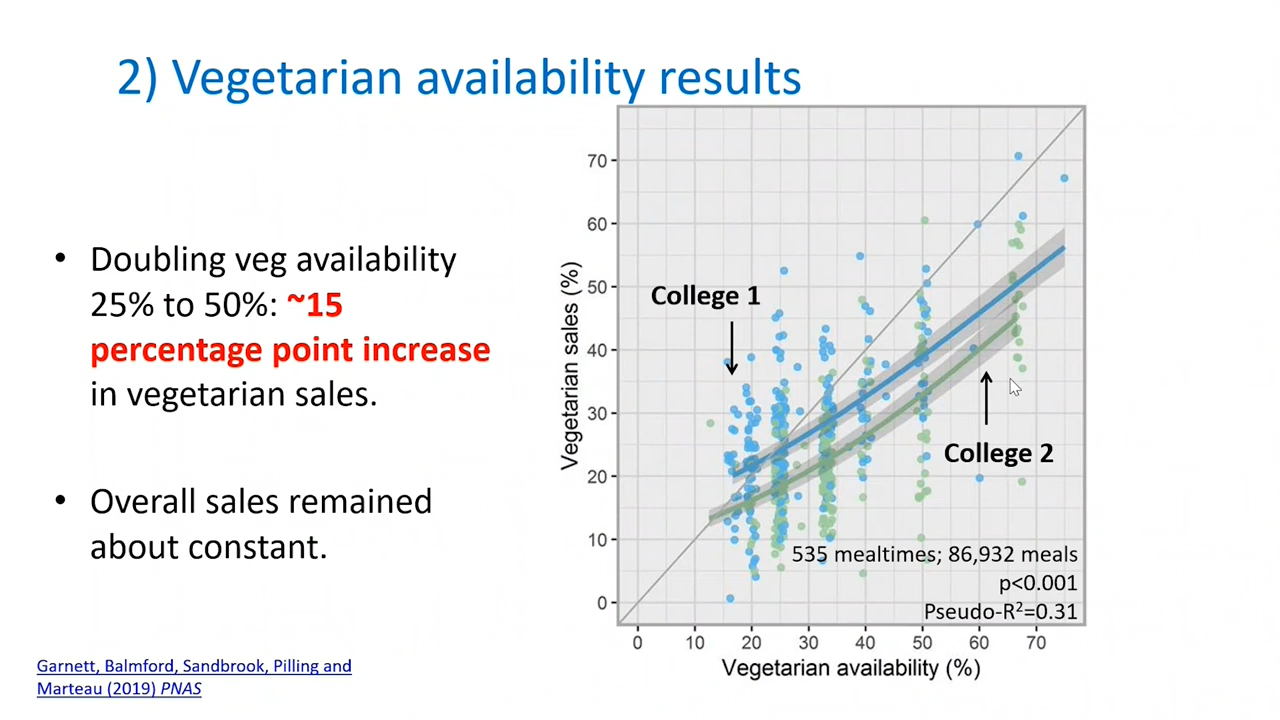 2) Vegetarian availability results
• Doubling veg availability
25% to 50%: ~15
percentage point increase
in vegetarian sales.
• Overall sales remained
about constant.
Garnett, Balmford, Sandbrook, Pilling and
Marteau (2019) PNAS
Vegetarian sales (%)
70
60
50
40
30
20
10
0
College 1
College 2
535 mealtimes; 86,932 meals
p<0.001
Pseudo-R²=0.31
0 10 20 30 40 50 60 70
Vegetarian availability (%)